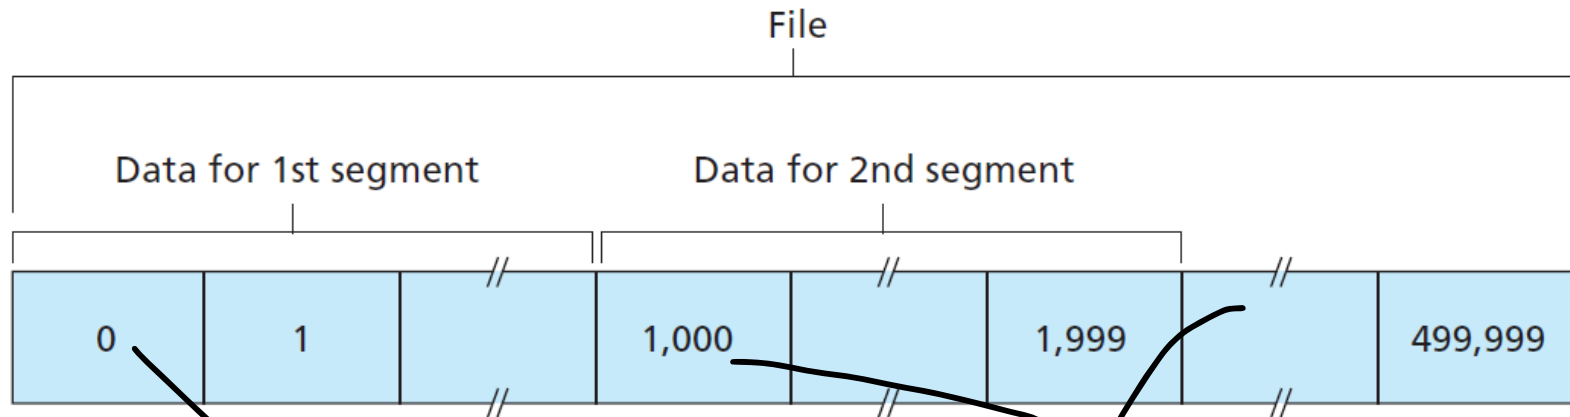 File
Data for 1st segment Data for 2nd segment
0 1 1,000 1,999 499,999